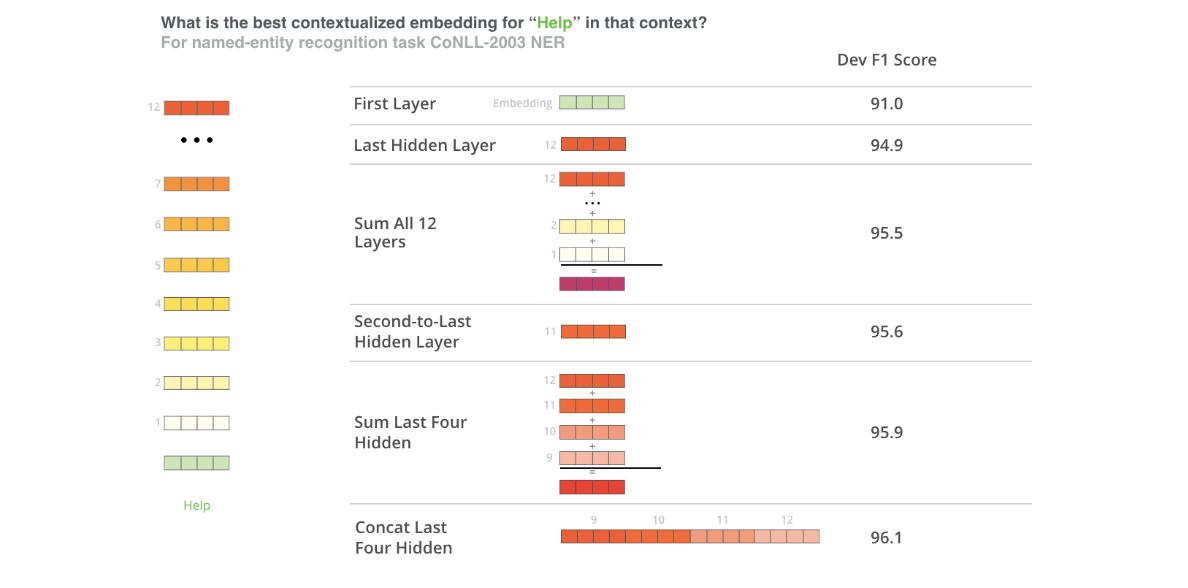 What is the best contextualized embedding for “Help” in that context?
For named-entity recognition task CoNLL-2003 NER
Dev F1 Score
12
• • •
7
6
5
4
3
2
1
Help
First Layer Embedding 91.0
Last Hidden Layer 12 94.9
Sum All 12
Layers
12
+
...
+
2
+
1
=
95.5
Second-to-Last
Hidden Layer
11
95.6
Sum Last Four
Hidden
12
+
11
+
10
+
9
=
95.9
Concat Last
Four Hidden
9 10 11 12
96.1